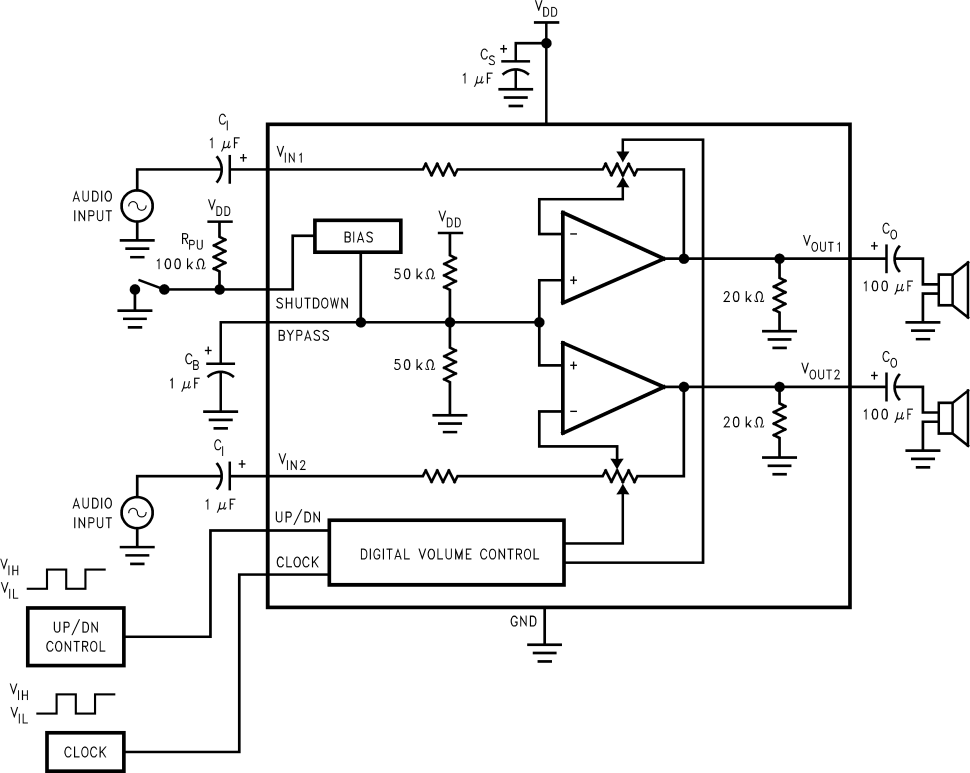 VDD
CS +
1 μF
CI
1 μF +
VIN1
AUDIO
INPUT
VDD
RPU
100 kΩ
BIAS
VDD
50 kΩ
−
+
VOUT1
+ CO
100 μF
20 kΩ
SHUTDOWN
BYPASS
CB +
1 μF
50 kΩ
+
−
VOUT2
+ CO
100 μF
20 kΩ
CI
1 μF +
VIN2
AUDIO
INPUT
UP/DN
CLOCK
DIGITAL VOLUME CONTROL
VIH
VIL
UP/DN
CONTROL
GND
VIH
VIL
CLOCK